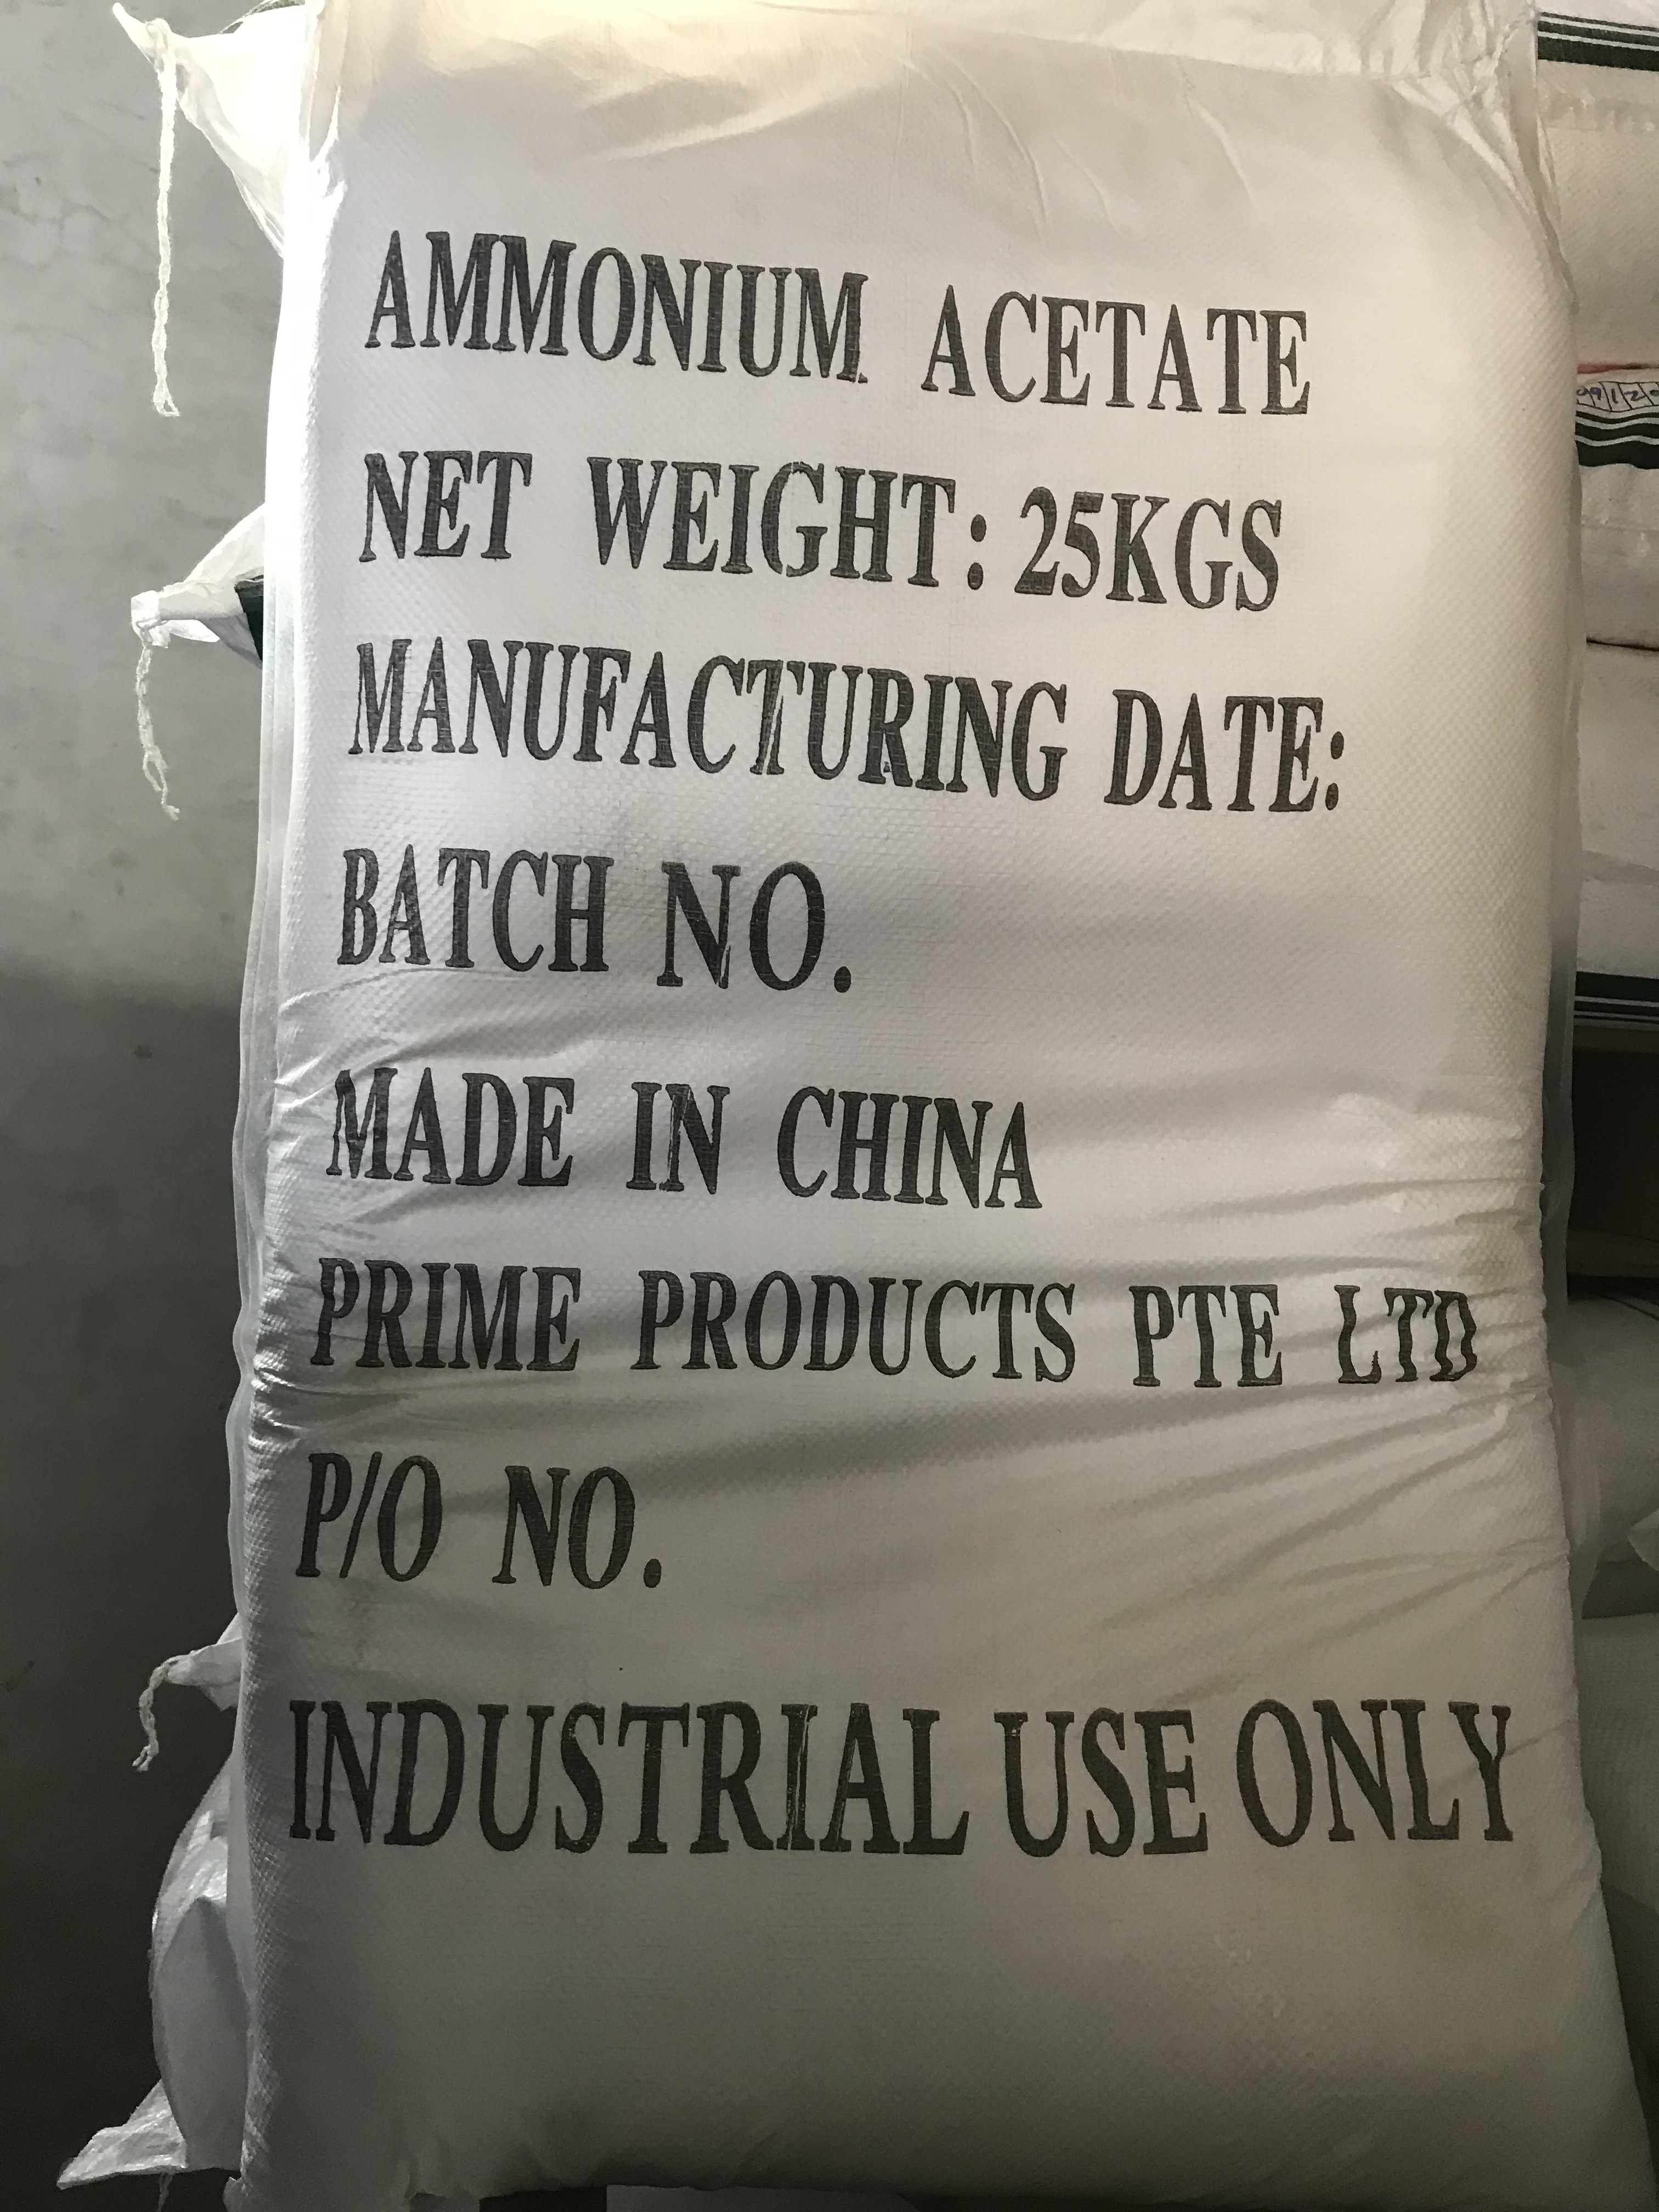 AMMONIUM ACETATE
NET WEIGHT: 25KGS
MANUFACTURING DATE:
BATCH NO.
MADE IN CHINA
PRIME PRODUCTS PTE LTD
P/O NO.
INDUSTRIAL USE ONLY